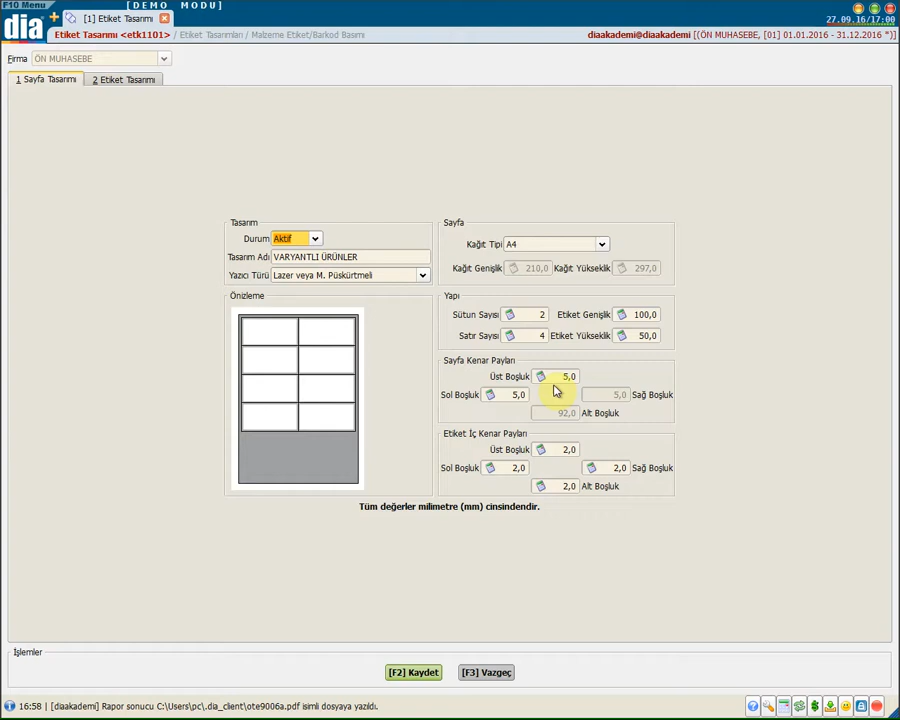 F10 Menu
[DEMO MODU]
dia
[1] Etiket Tasarımı
27.09.16/17:00
Etiket Tasarımı <etk1101> / Etiket Tasarımları / Malzeme Etiket/Barkod Basımı
diaakademi@diaakademi [(ÖN MUHASEBE, [01] 01.01.2016 - 31.12.2016 *)]
Firma ÖN MUHASEBE
1 Sayfa Tasarımı
2 Etiket Tasarımı
Tasarım
Durum Aktif
Tasarım Adı VARYANTLI ÜRÜNLER
Yazıcı Türü Lazer veya M. Püskürtmeli
Önizleme
Sayfa
Kağıt Tipi A4
Kağıt Genişlik 210,0 Kağıt Yükseklik 297,0
Yapı
Sütun Sayısı 2 Etiket Genişlik 100,0
Satır Sayısı 4 Etiket Yükseklik 50,0
Sayfa Kenar Payları
Üst Boşluk 5,0
Sol Boşluk 5,0 5,0 Sağ Boşluk
92,0 Alt Boşluk
Etiket İç Kenar Payları
Üst Boşluk 2,0
Sol Boşluk 2,0 2,0 Sağ Boşluk
2,0 Alt Boşluk
Tüm değerler milimetre (mm) cinsindendir.
İşlemler
[F2] Kaydet
[F3] Vazgeç
16:58 [diaakademi] Rapor sonucu C:\Users\pc\.dia_client\ote9006a.pdf isimli dosyaya yazıldı.